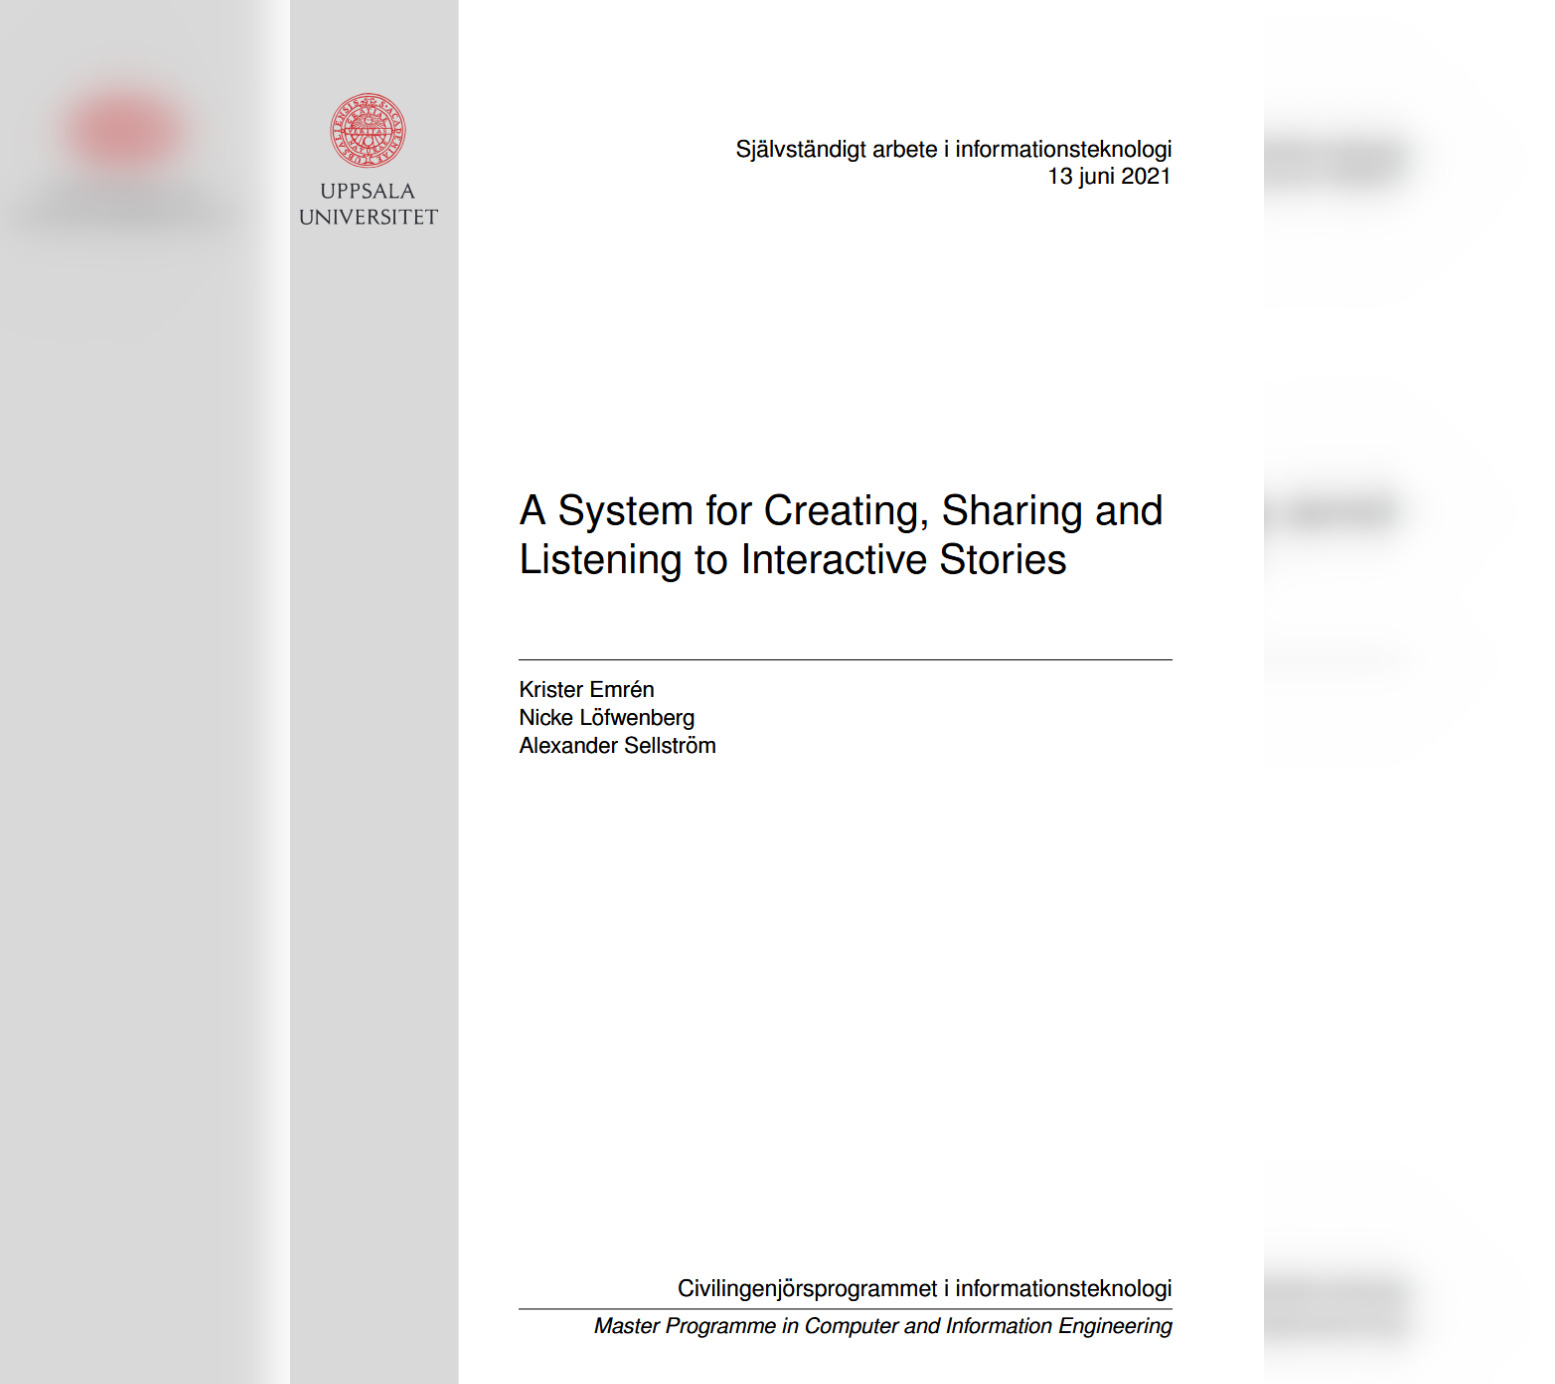 UPPSALA
UNIVERSITET
Självständigt arbete i informationsteknologi
13 juni 2021
A System for Creating, Sharing and
Listening to Interactive Stories
Krister Emrén
Nicke Löfwenberg
Alexander Sellström
Civilingenjörsprogrammet i informationsteknologi
Master Programme in Computer and Information Engineering